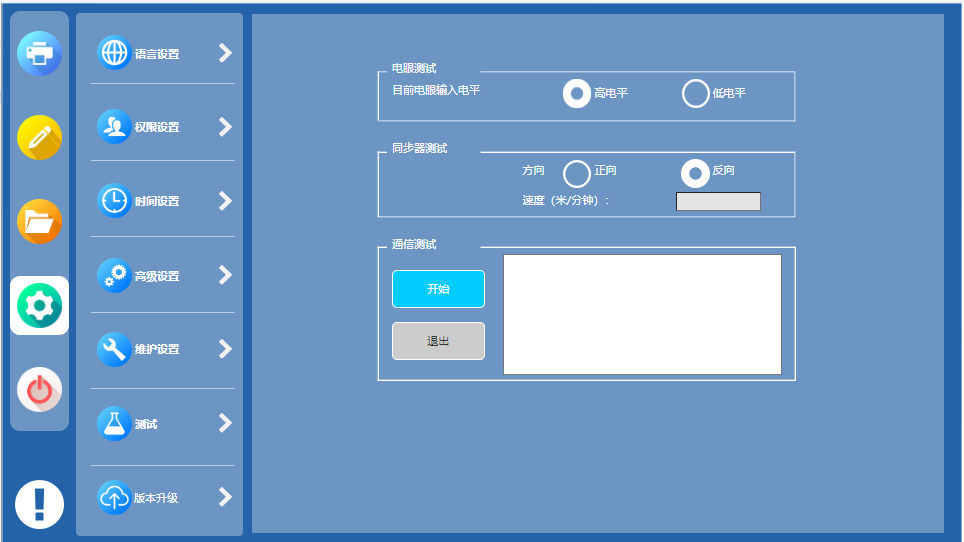 语言设置
权限设置
时间设置
高级设置
维护设置
测试
版本升级
电眼测试
目前电眼输入电平
高电平
低电平
同步器测试
方向
正向
反向
速度（米/分钟）：
通信测试
开始
退出